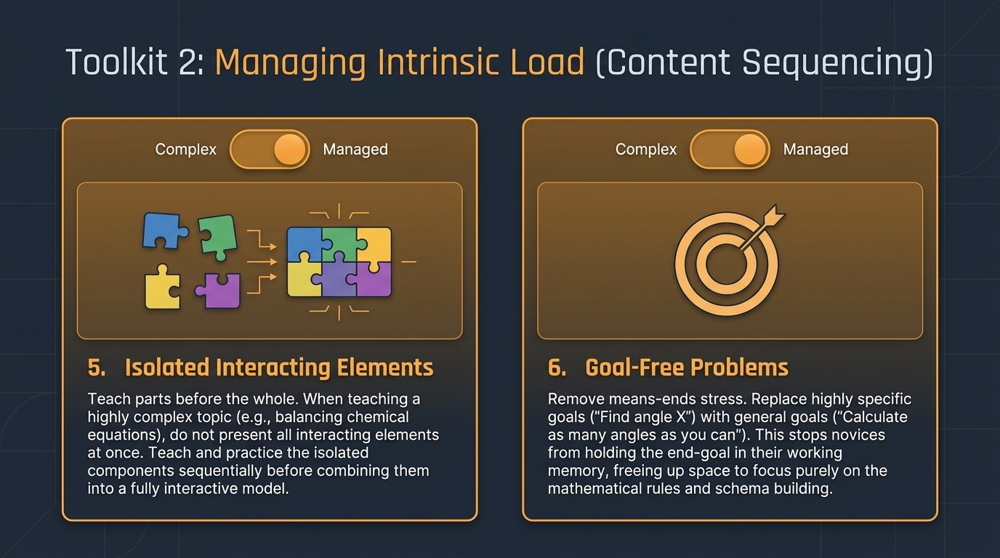 Toolkit 2: Managing Intrinsic Load (Content Sequencing)
Complex Managed
5. Isolated Interacting Elements
Teach parts before the whole. When teaching a
highly complex topic (e.g., balancing chemical
equations), do not present all interacting elements
at once. Teach and practice the isolated
components sequentially before combining them
into a fully interactive model.
Complex Managed
6. Goal-Free Problems
Remove means-ends stress. Replace highly specific
goals ("Find angle X") with general goals ("Calculate
as many angles as you can"). This stops novices
from holding the end-goal in their working
memory, freeing up space to focus purely on the
mathematical rules and schema building.